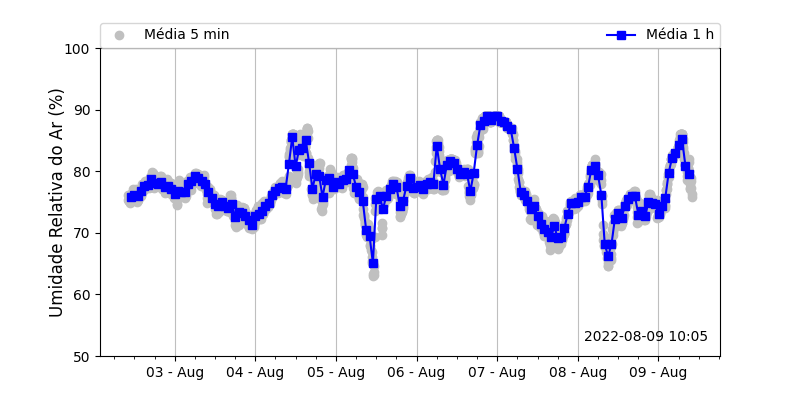 Média 5 min Média 1 h
Umidade Relativa do Ar (%)
100
90
80
70
60
50
2022-08-09 10:05
03 - Aug 04 - Aug 05 - Aug 06 - Aug 07 - Aug 08 - Aug 09 - Aug